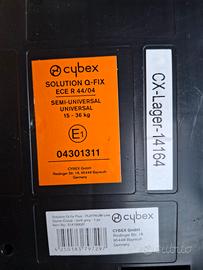 cybex
SOLUTION Q-FIX
ECE R 44/04
SEMI-UNIVERSAL
UNIVERSAL
15 - 36 kg
E1
04301311
CYBEX GmbH
Riedinger Str. 18, 95448 Bayreuth
Germany
CX-Lager-14164
cybex
CYBEX GmbH
Riedinger Str. 18,
95448 Bayreuth
Germany
subito